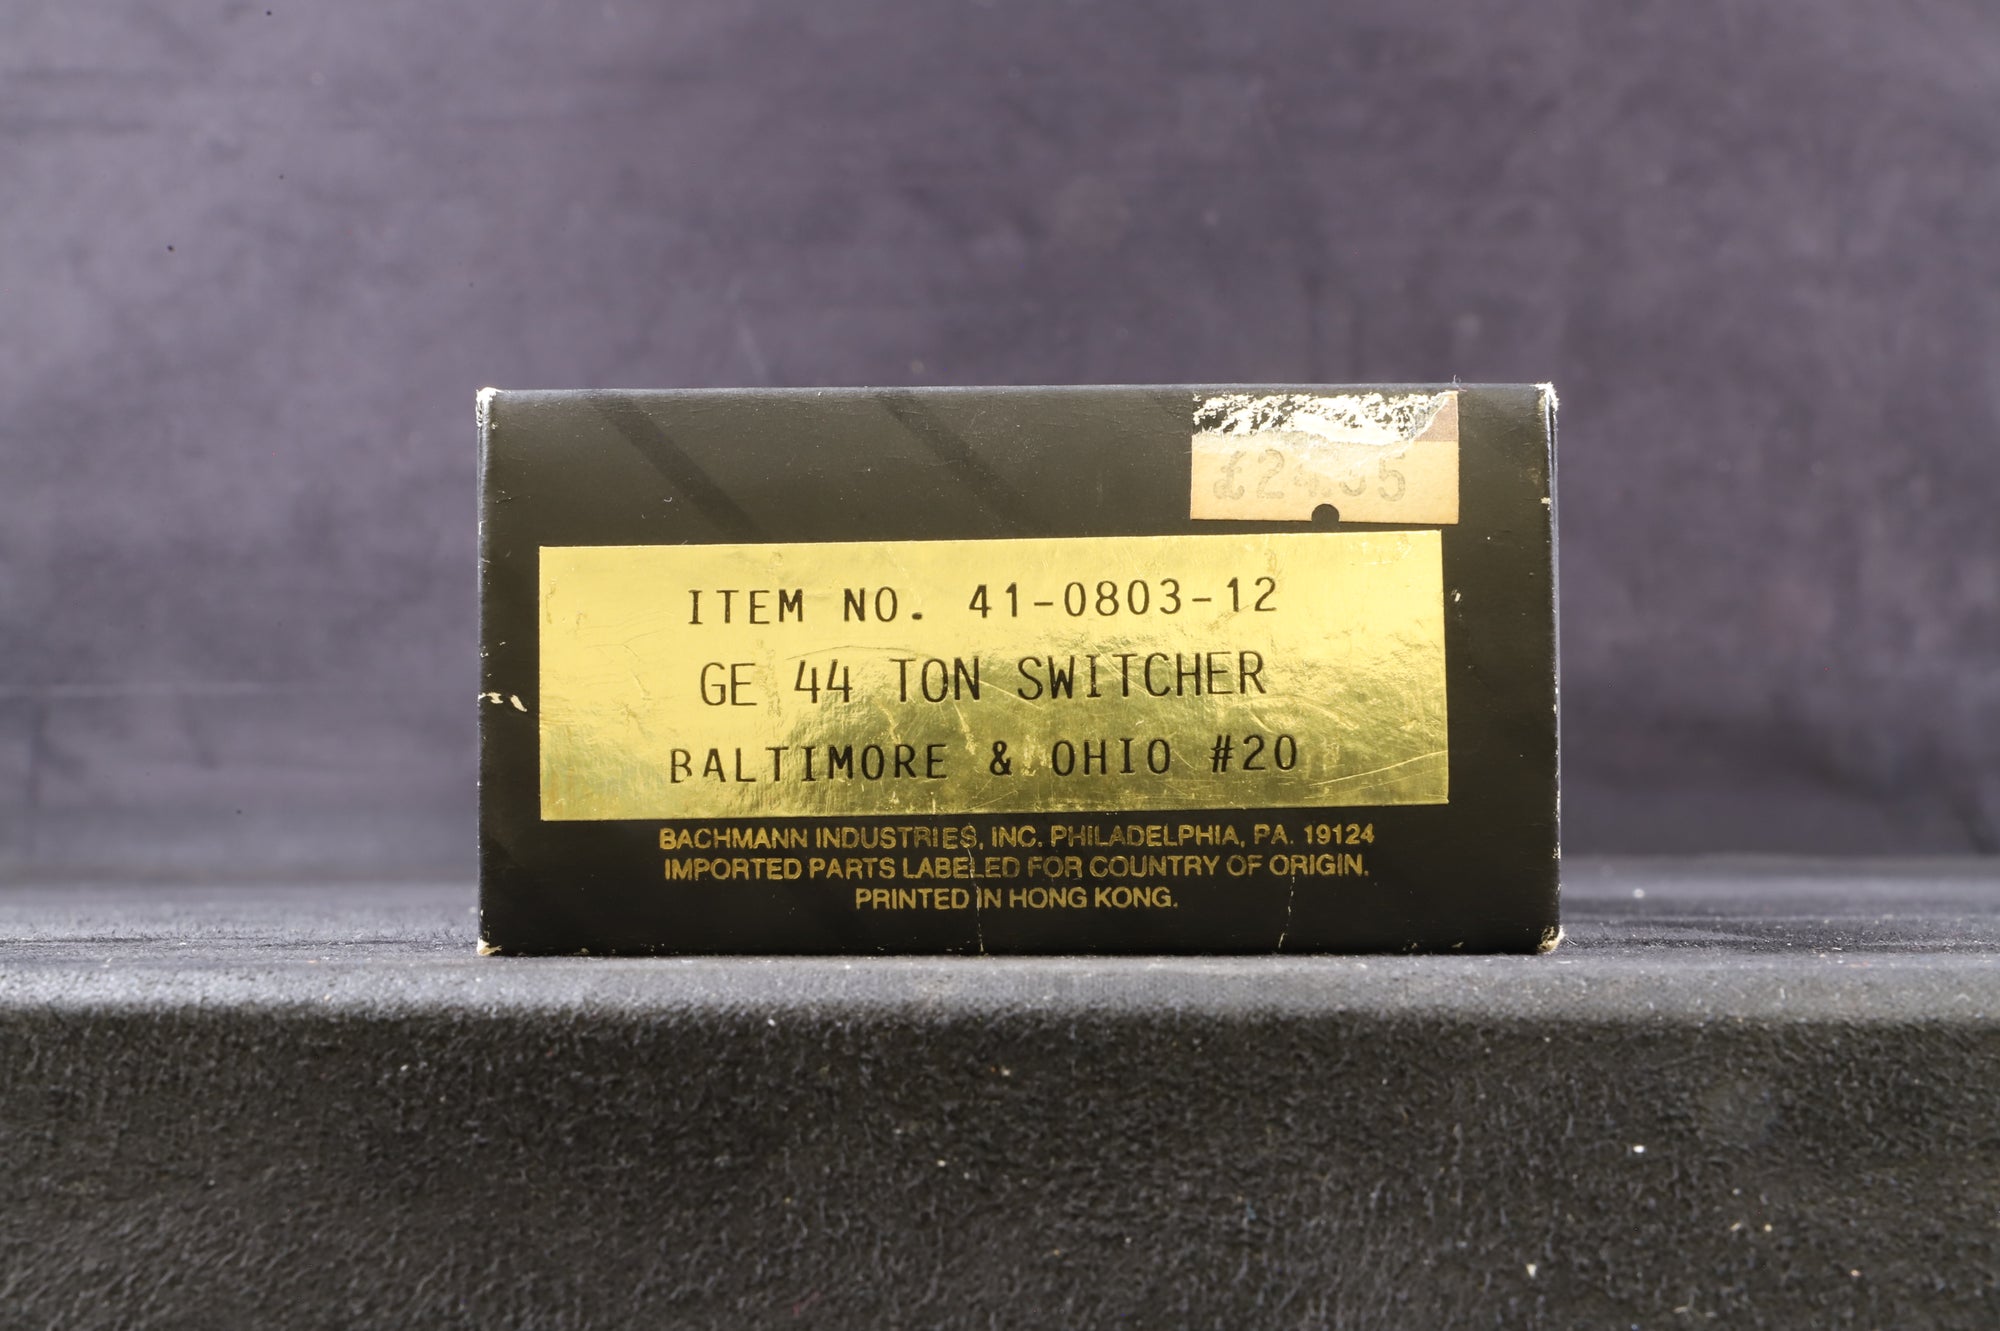 ITEM NO. 41-0803-12
GE 44 TON SWITCHER
BALTIMORE & OHIO #20
BACHMANN INDUSTRIES, INC. PHILADELPHIA, PA. 19124
IMPORTED PARTS LABELED FOR COUNTRY OF ORIGIN.
PRINTED IN HONG KONG.